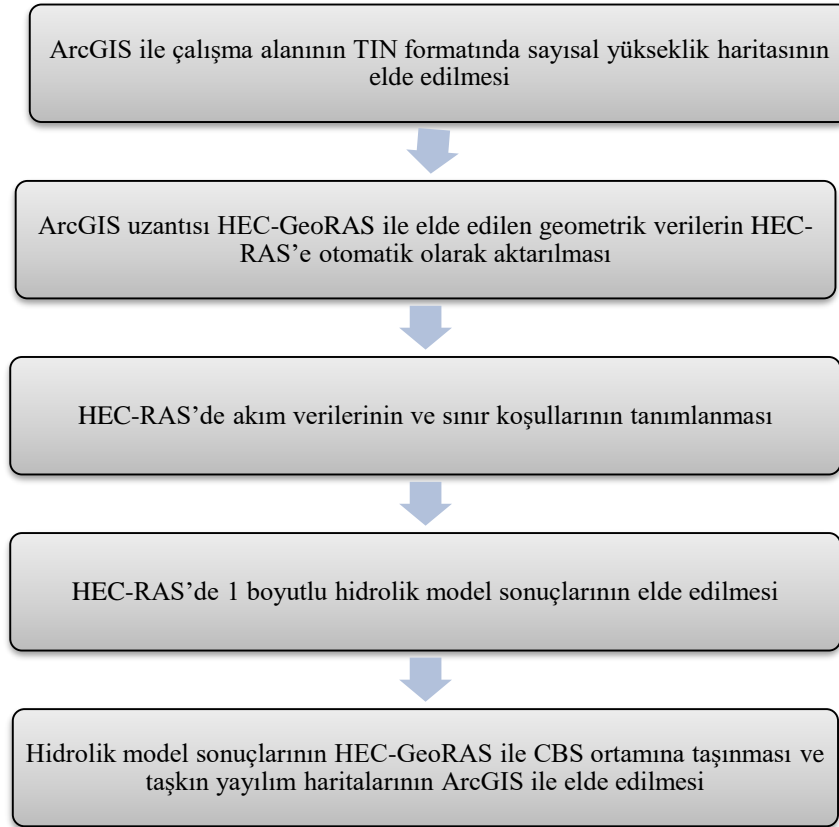 ArcGIS ile çalışma alanının TIN formatında sayısal yükseklik haritasının
elde edilmesi
ArcGIS uzantısı HEC-GeoRAS ile elde edilen geometrik verilerin HEC-
RAS’e otomatik olarak aktarılması
HEC-RAS’de akım verilerinin ve sınır koşullarının tanımlanması
HEC-RAS’de 1 boyutlu hidrolik model sonuçlarının elde edilmesi
Hidrolik model sonuçlarının HEC-GeoRAS ile CBS ortamına taşınması ve
taşkın yayılım haritalarının ArcGIS ile elde edilmesi